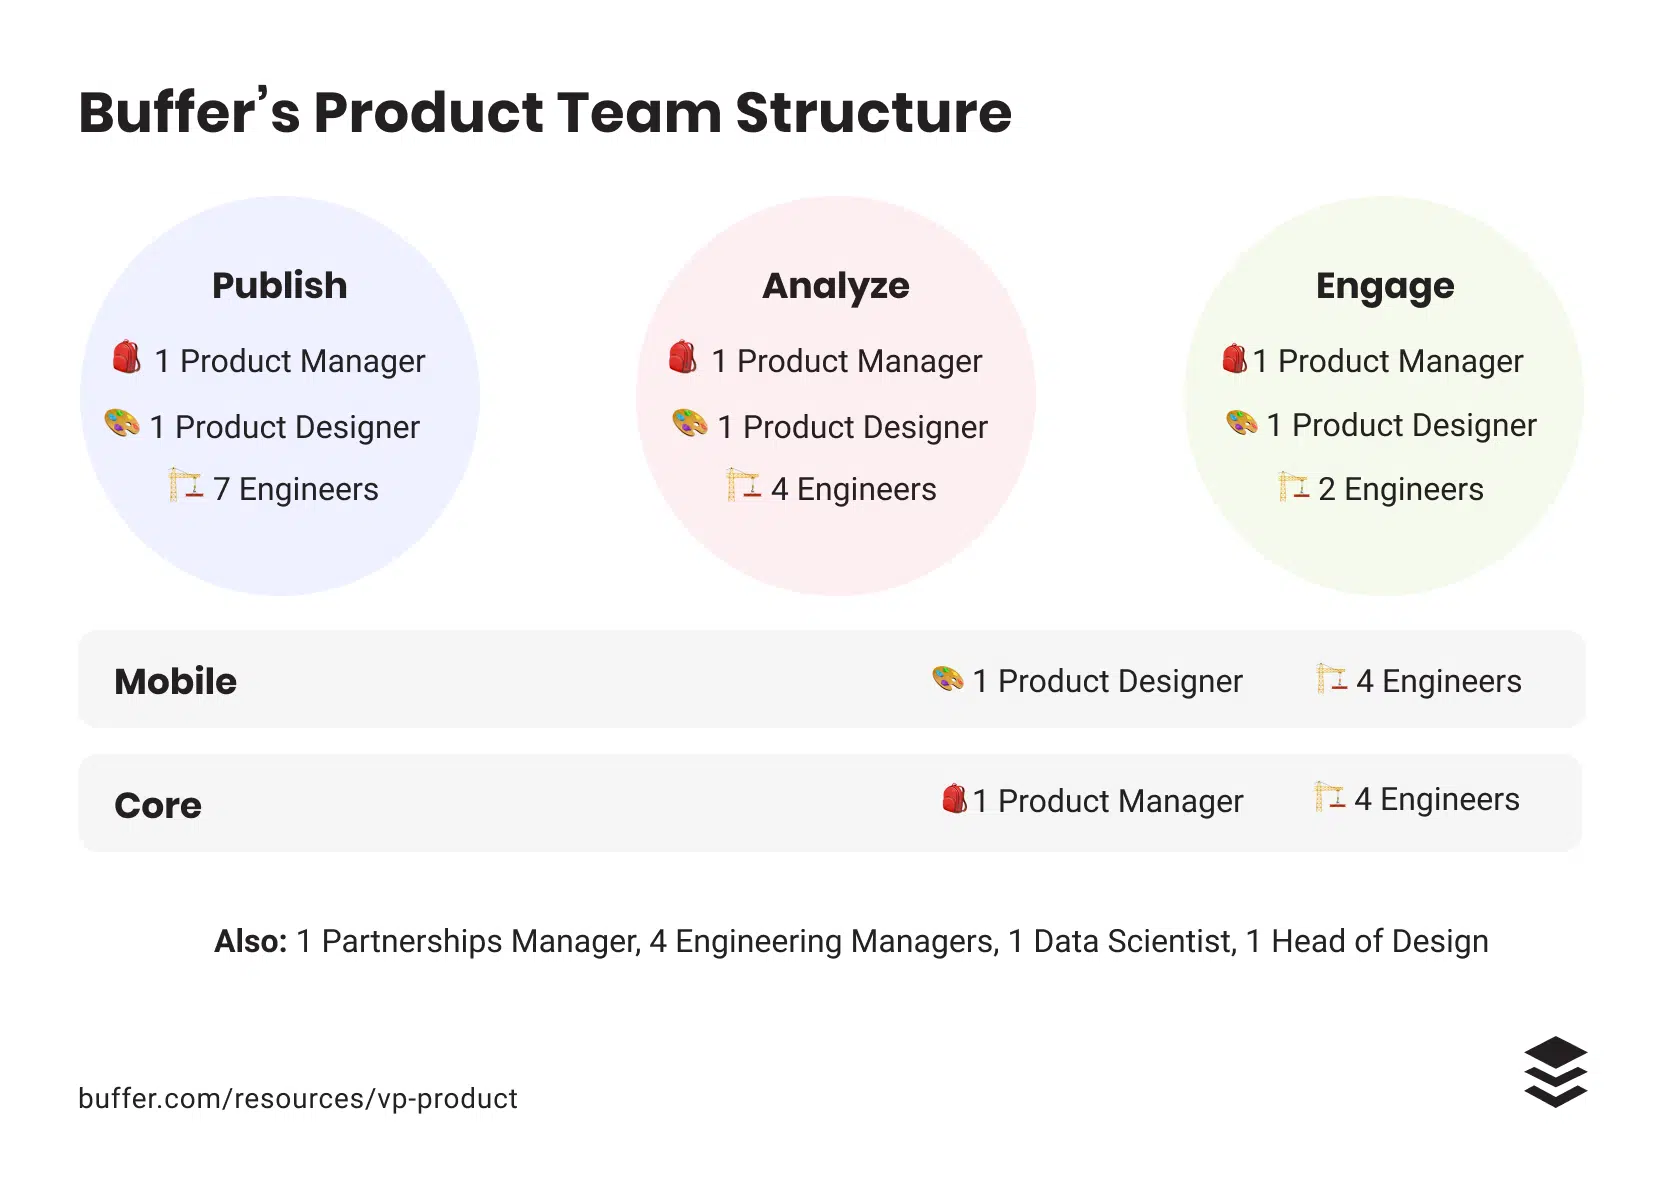 Buffer’s Product Team Structure
Publish
1 Product Manager
1 Product Designer
7 Engineers
Analyze
1 Product Manager
1 Product Designer
4 Engineers
Engage
1 Product Manager
1 Product Designer
2 Engineers
Mobile 1 Product Designer 4 Engineers
Core 1 Product Manager 4 Engineers
Also: 1 Partnerships Manager, 4 Engineering Managers, 1 Data Scientist, 1 Head of Design
buffer.com/resources/vp-product